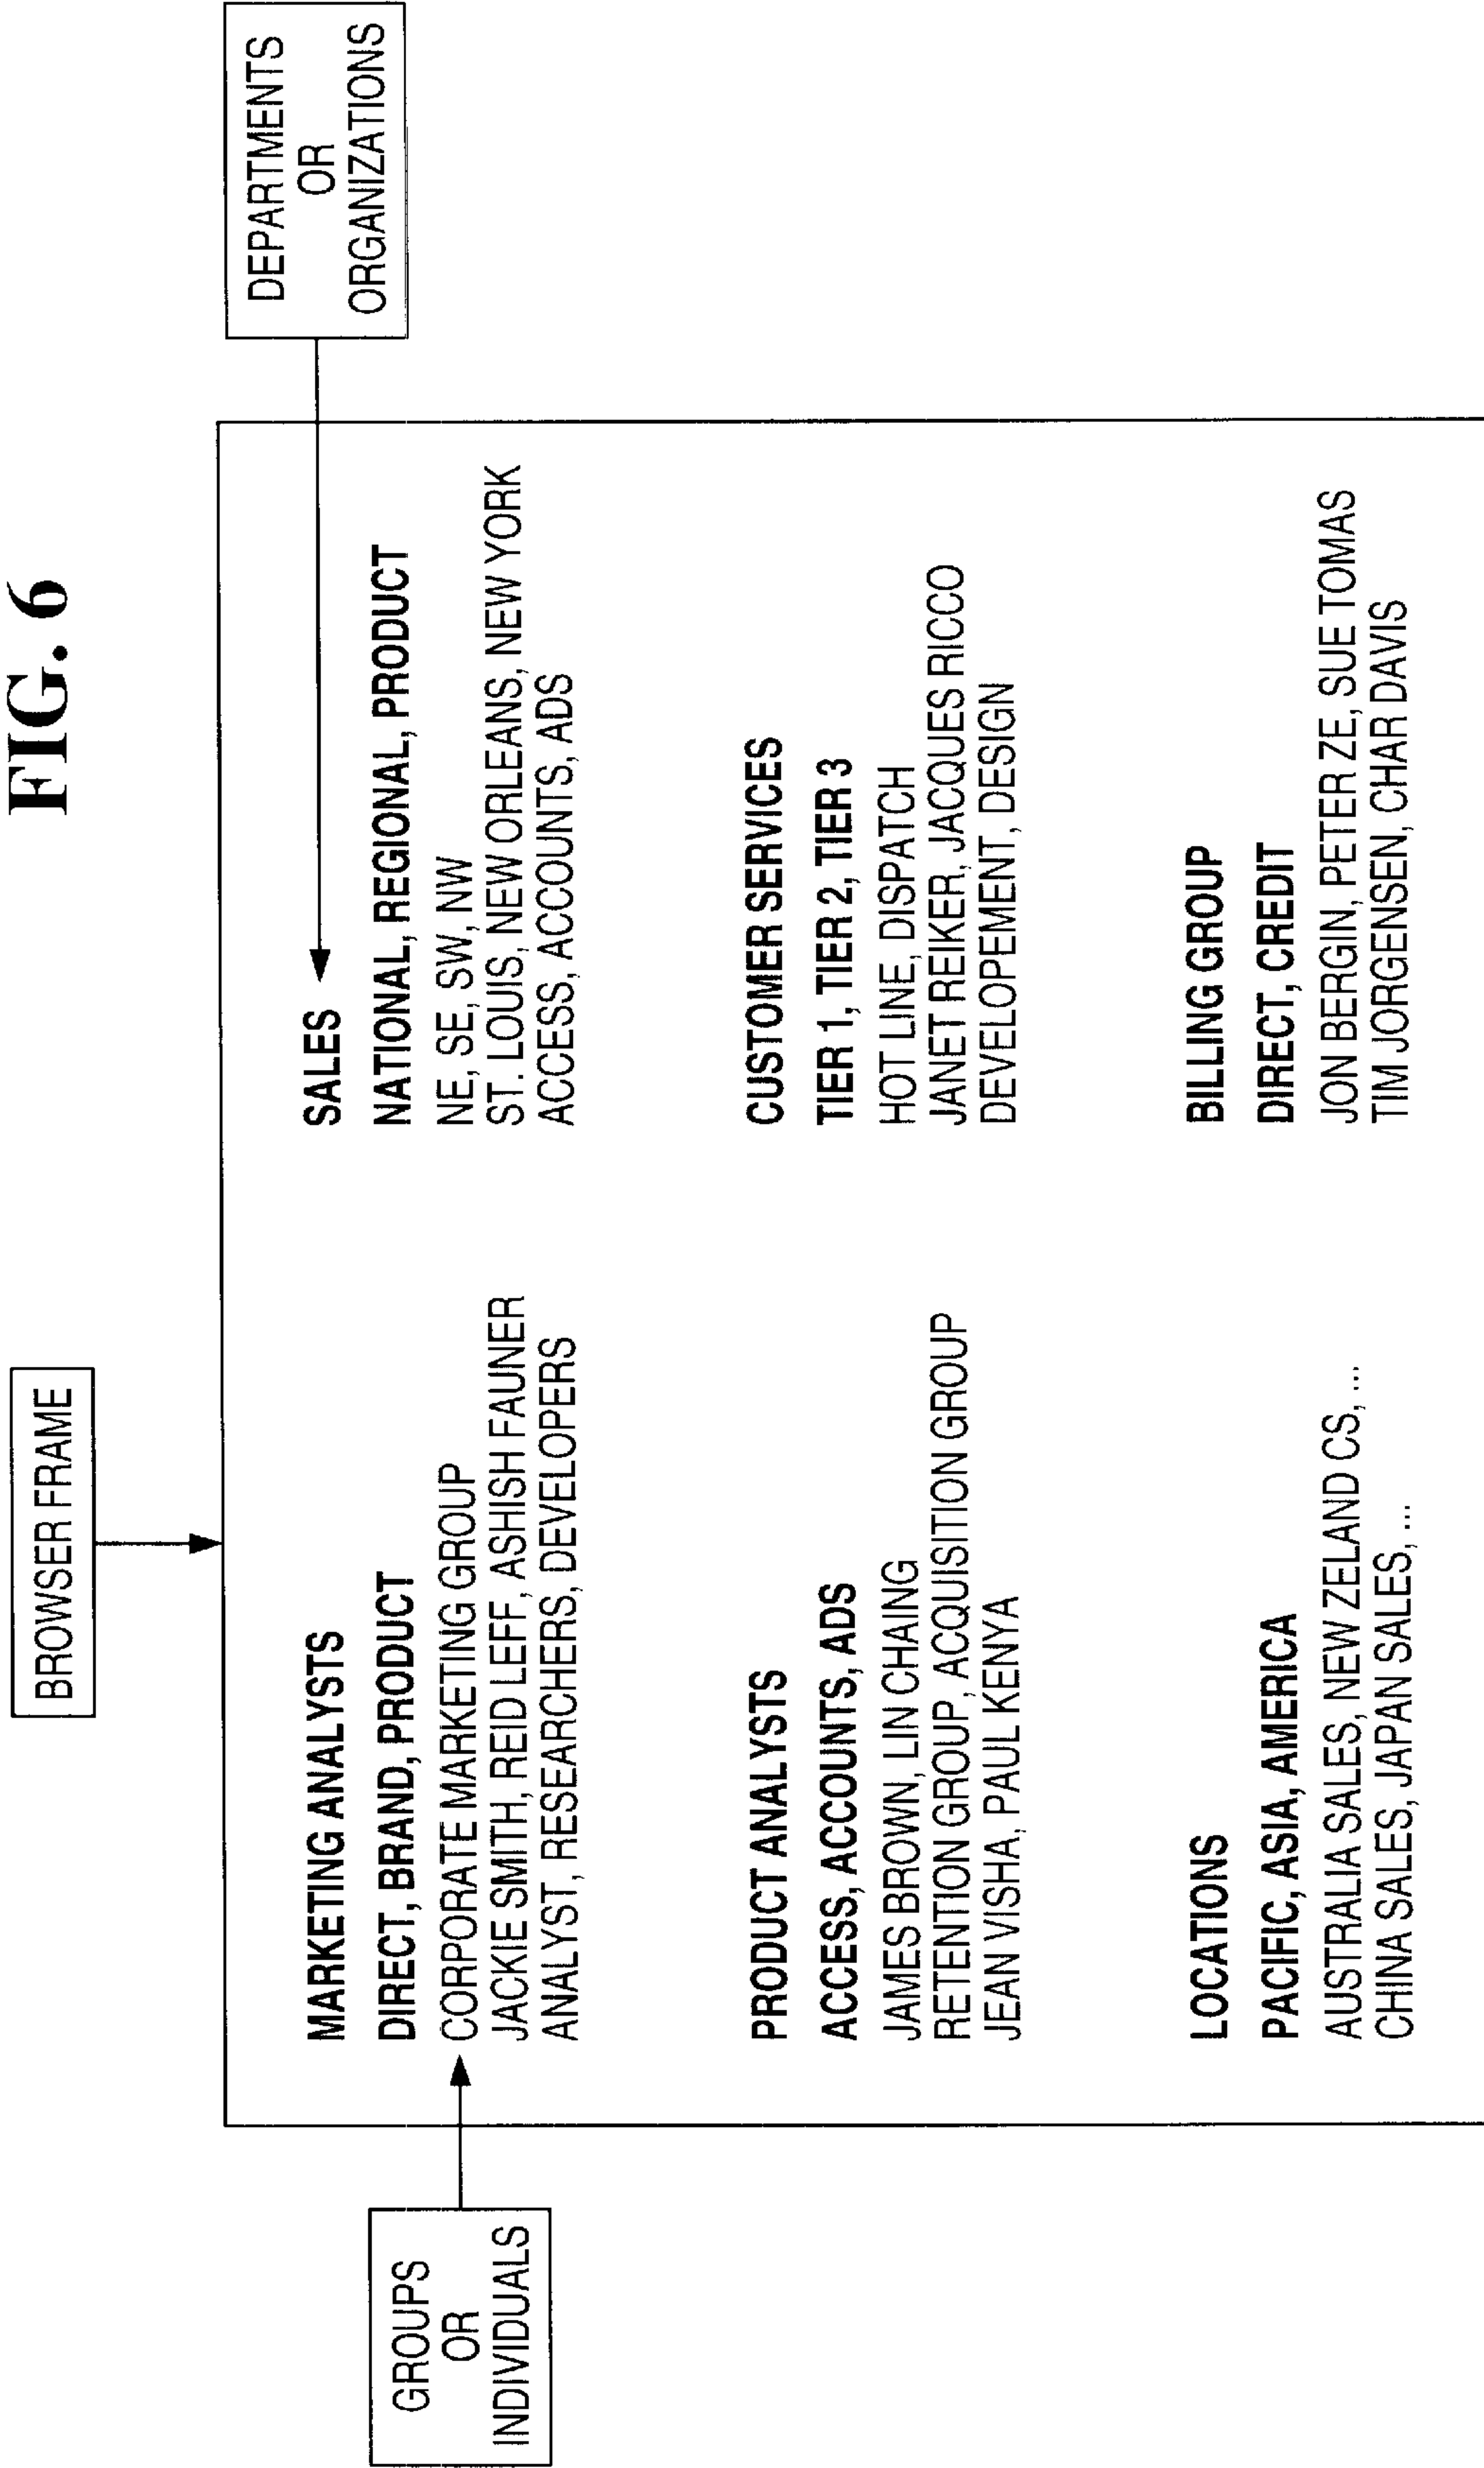 FIG. 6
BROWSER FRAME
DEPARTMENTS
OR
ORGANIZATIONS
GROUPS
OR
INDIVIDUALS
MARKETING ANALYSTS
DIRECT, BRAND, PRODUCT
CORPORATE MARKETING GROUP
JACKIE SMITH, REID LEFF, ASHISH FAUNER
ANALYST, RESEARCHERS, DEVELOPERS
SALES
NATIONAL, REGIONAL, PRODUCT
NE, SE, SW, NW
ST. LOUIS, NEW ORLEANS, NEW YORK
ACCESS, ACCOUNTS, ADS
PRODUCT ANALYSTS
ACCESS, ACCOUNTS, ADS
JAMES BROWN, LIN CHAING
RETENTION GROUP, ACQUISITION GROUP
JEAN VISHA, PAUL KENYA
CUSTOMER SERVICES
TIER 1, TIER 2, TIER 3
HOT LINE, DISPATCH
JANET REIKER, JACQUES RICCO
DEVELOPEMENT, DESIGN
LOCATIONS
PACIFIC, ASIA, AMERICA
AUSTRALIA SALES, NEW ZELAND CS, ...
CHINA SALES, JAPAN SALES, ...
BILLING GROUP
DIRECT, CREDIT
JON BERGIN, PETER ZE, SUE TOMAS
TIM JORGENSEN, CHAR DAVIS